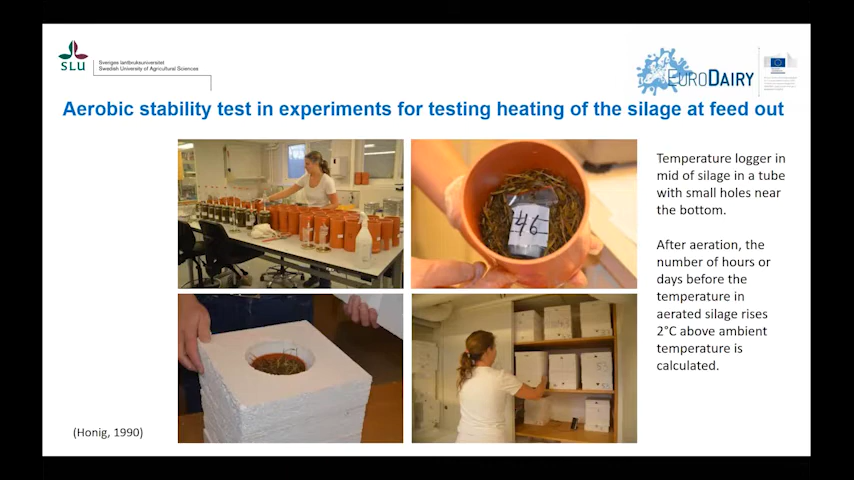 SLU
Sveriges lantbruksuniversitet
Swedish University of Agricultural Sciences
EURODAIRY
Aerobic stability test in experiments for testing heating of the silage at feed out
Temperature logger in
mid of silage in a tube
with small holes near
the bottom.
After aeration, the
number of hours or
days before the
temperature in
aerated silage rises
2°C above ambient
temperature is
calculated.
46
(Honig, 1990)